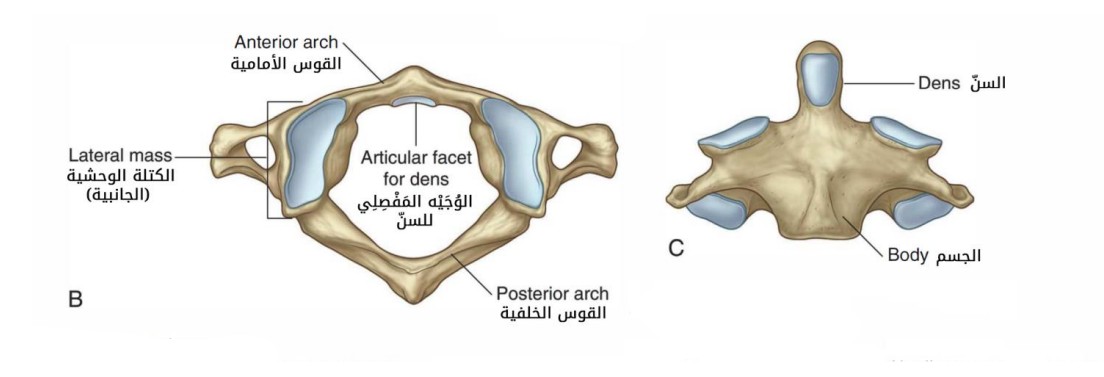 Anterior arch
القوس الأمامية
Lateral mass
الكتلة الوحشية
(الجانبية)
Articular facet
for dens
الوُجَيْه المَفْصِلِي
للسنّ
Posterior arch
القوس الخلفية
B
Dens السنّ
Body الجسم
C